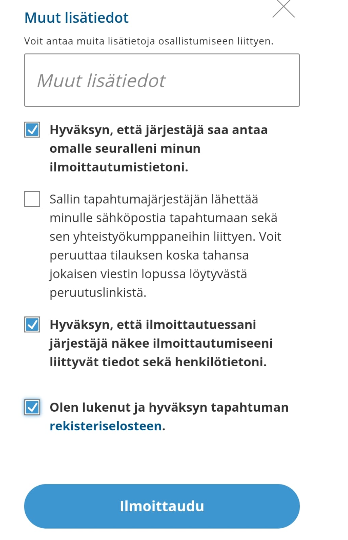 Muut lisätiedot
Voit antaa muita lisätietoja osallistumiseen liittyen.
Muut lisätiedot
Hyväksyn, että järjestäjä saa antaa
omalle seuralleni minun
ilmoittautumistietoni.
Sallin tapahtumajärjestäjän lähettää
minulle sähköpostia tapahtumaan sekä
sen yhteistyökumppaneihin liittyen. Voit
peruuttaa tilauksen koska tahansa
jokaisen viestin lopussa löytyvästä
peruutuslinkistä.
Hyväksyn, että ilmoittautuessani
järjestäjä näkee ilmoittautumiseeni
liittyvät tiedot sekä henkilötietoni.
Olen lukenut ja hyväksyn tapahtuman
rekisteriselosteen.
Ilmoittaudu